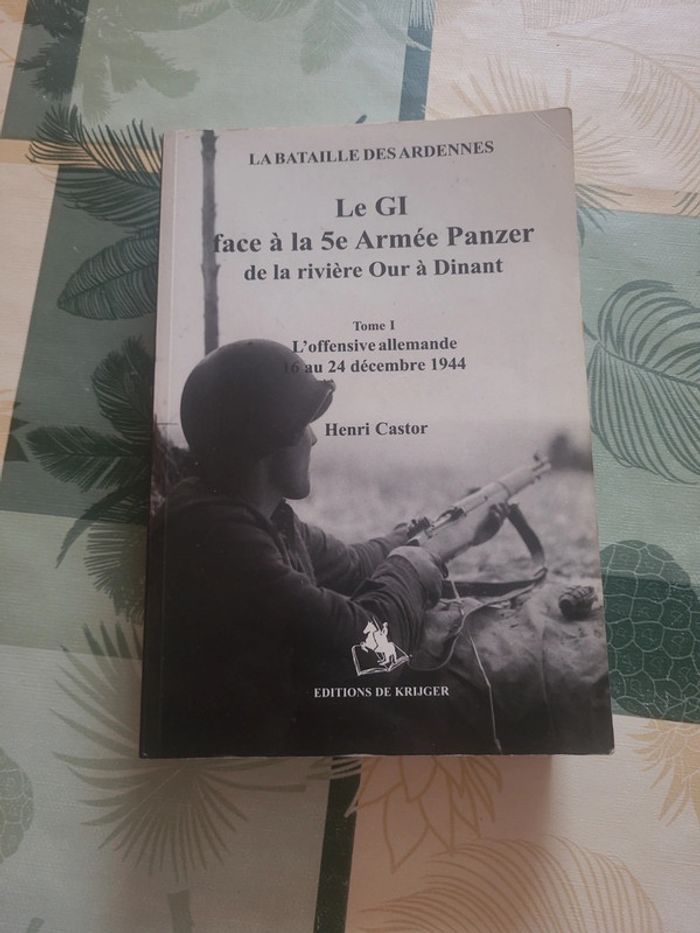 LA BATAILLE DES ARDENNES
Le GI
face à la 5e Armée Panzer
de la rivière Our à Dinant
Tome I
L'offensive allemande
16 au 24 décembre 1944
Henri Castor
EDITIONS DE KRIJGER